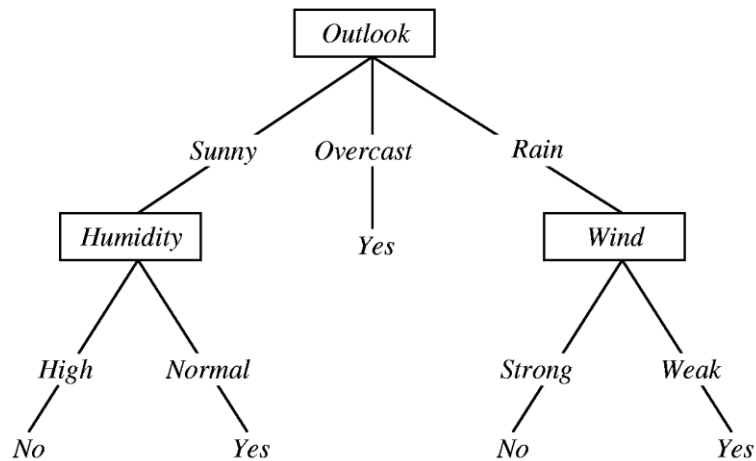 Outlook
Sunny Overcast Rain
Humidity Yes Wind
High Normal Strong Weak
No Yes No Yes